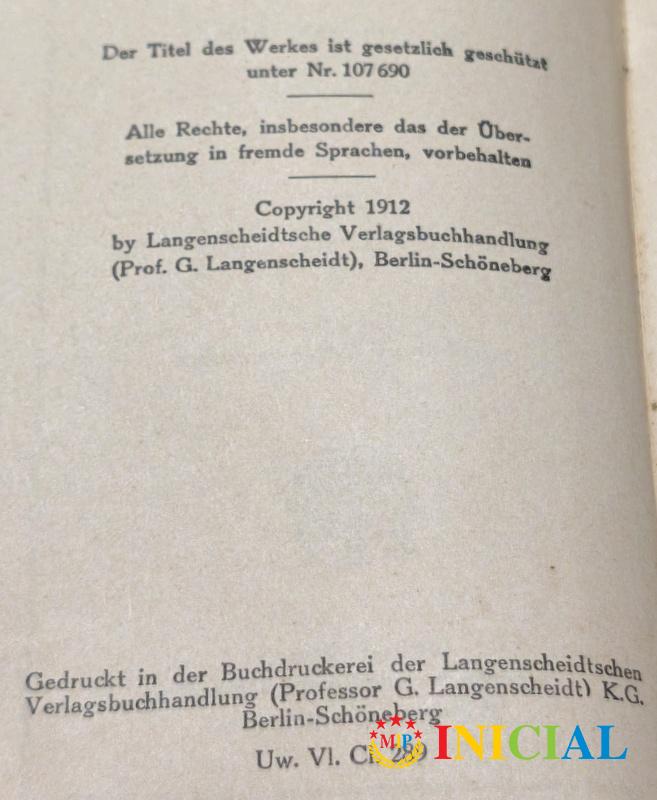 Der Titel des Werkes ist gesetzlich geschützt
unter Nr. 107 690
Alle Rechte, insbesondere das der Über-
setzung in fremde Sprachen, vorbehalten
Copyright 1912
by Langenscheidtsche Verlagsbuchhandlung
(Prof. G. Langenscheidt), Berlin-Schöneberg
Gedruckt in der Buchdruckerei der Langenscheidtschen
Verlagsbuchhandlung (Professor G. Langenscheidt) K.G.
Berlin-Schöneberg
Uw. Vl. 289
MJP INICIAL